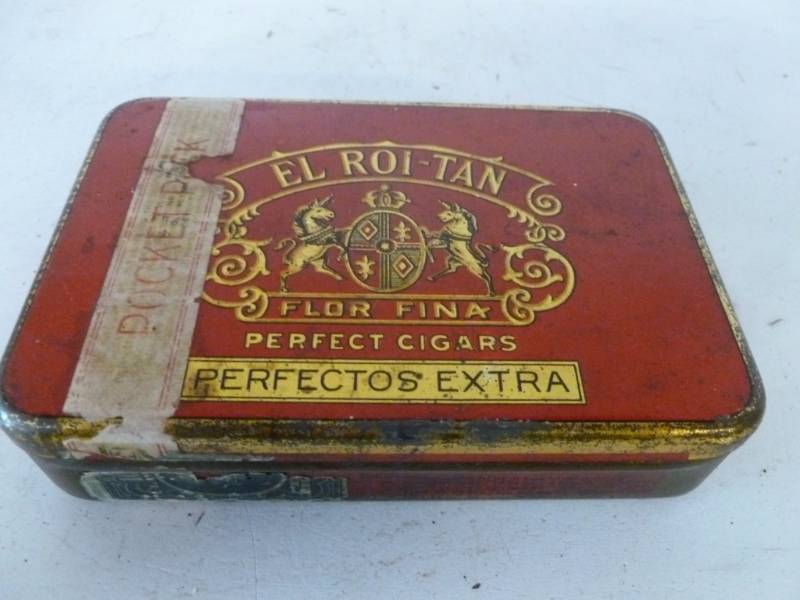 EL ROI-TAN
FLOR FINA
PERFECT CIGARS
PERFECTOS EXTRA
POCKET PACK